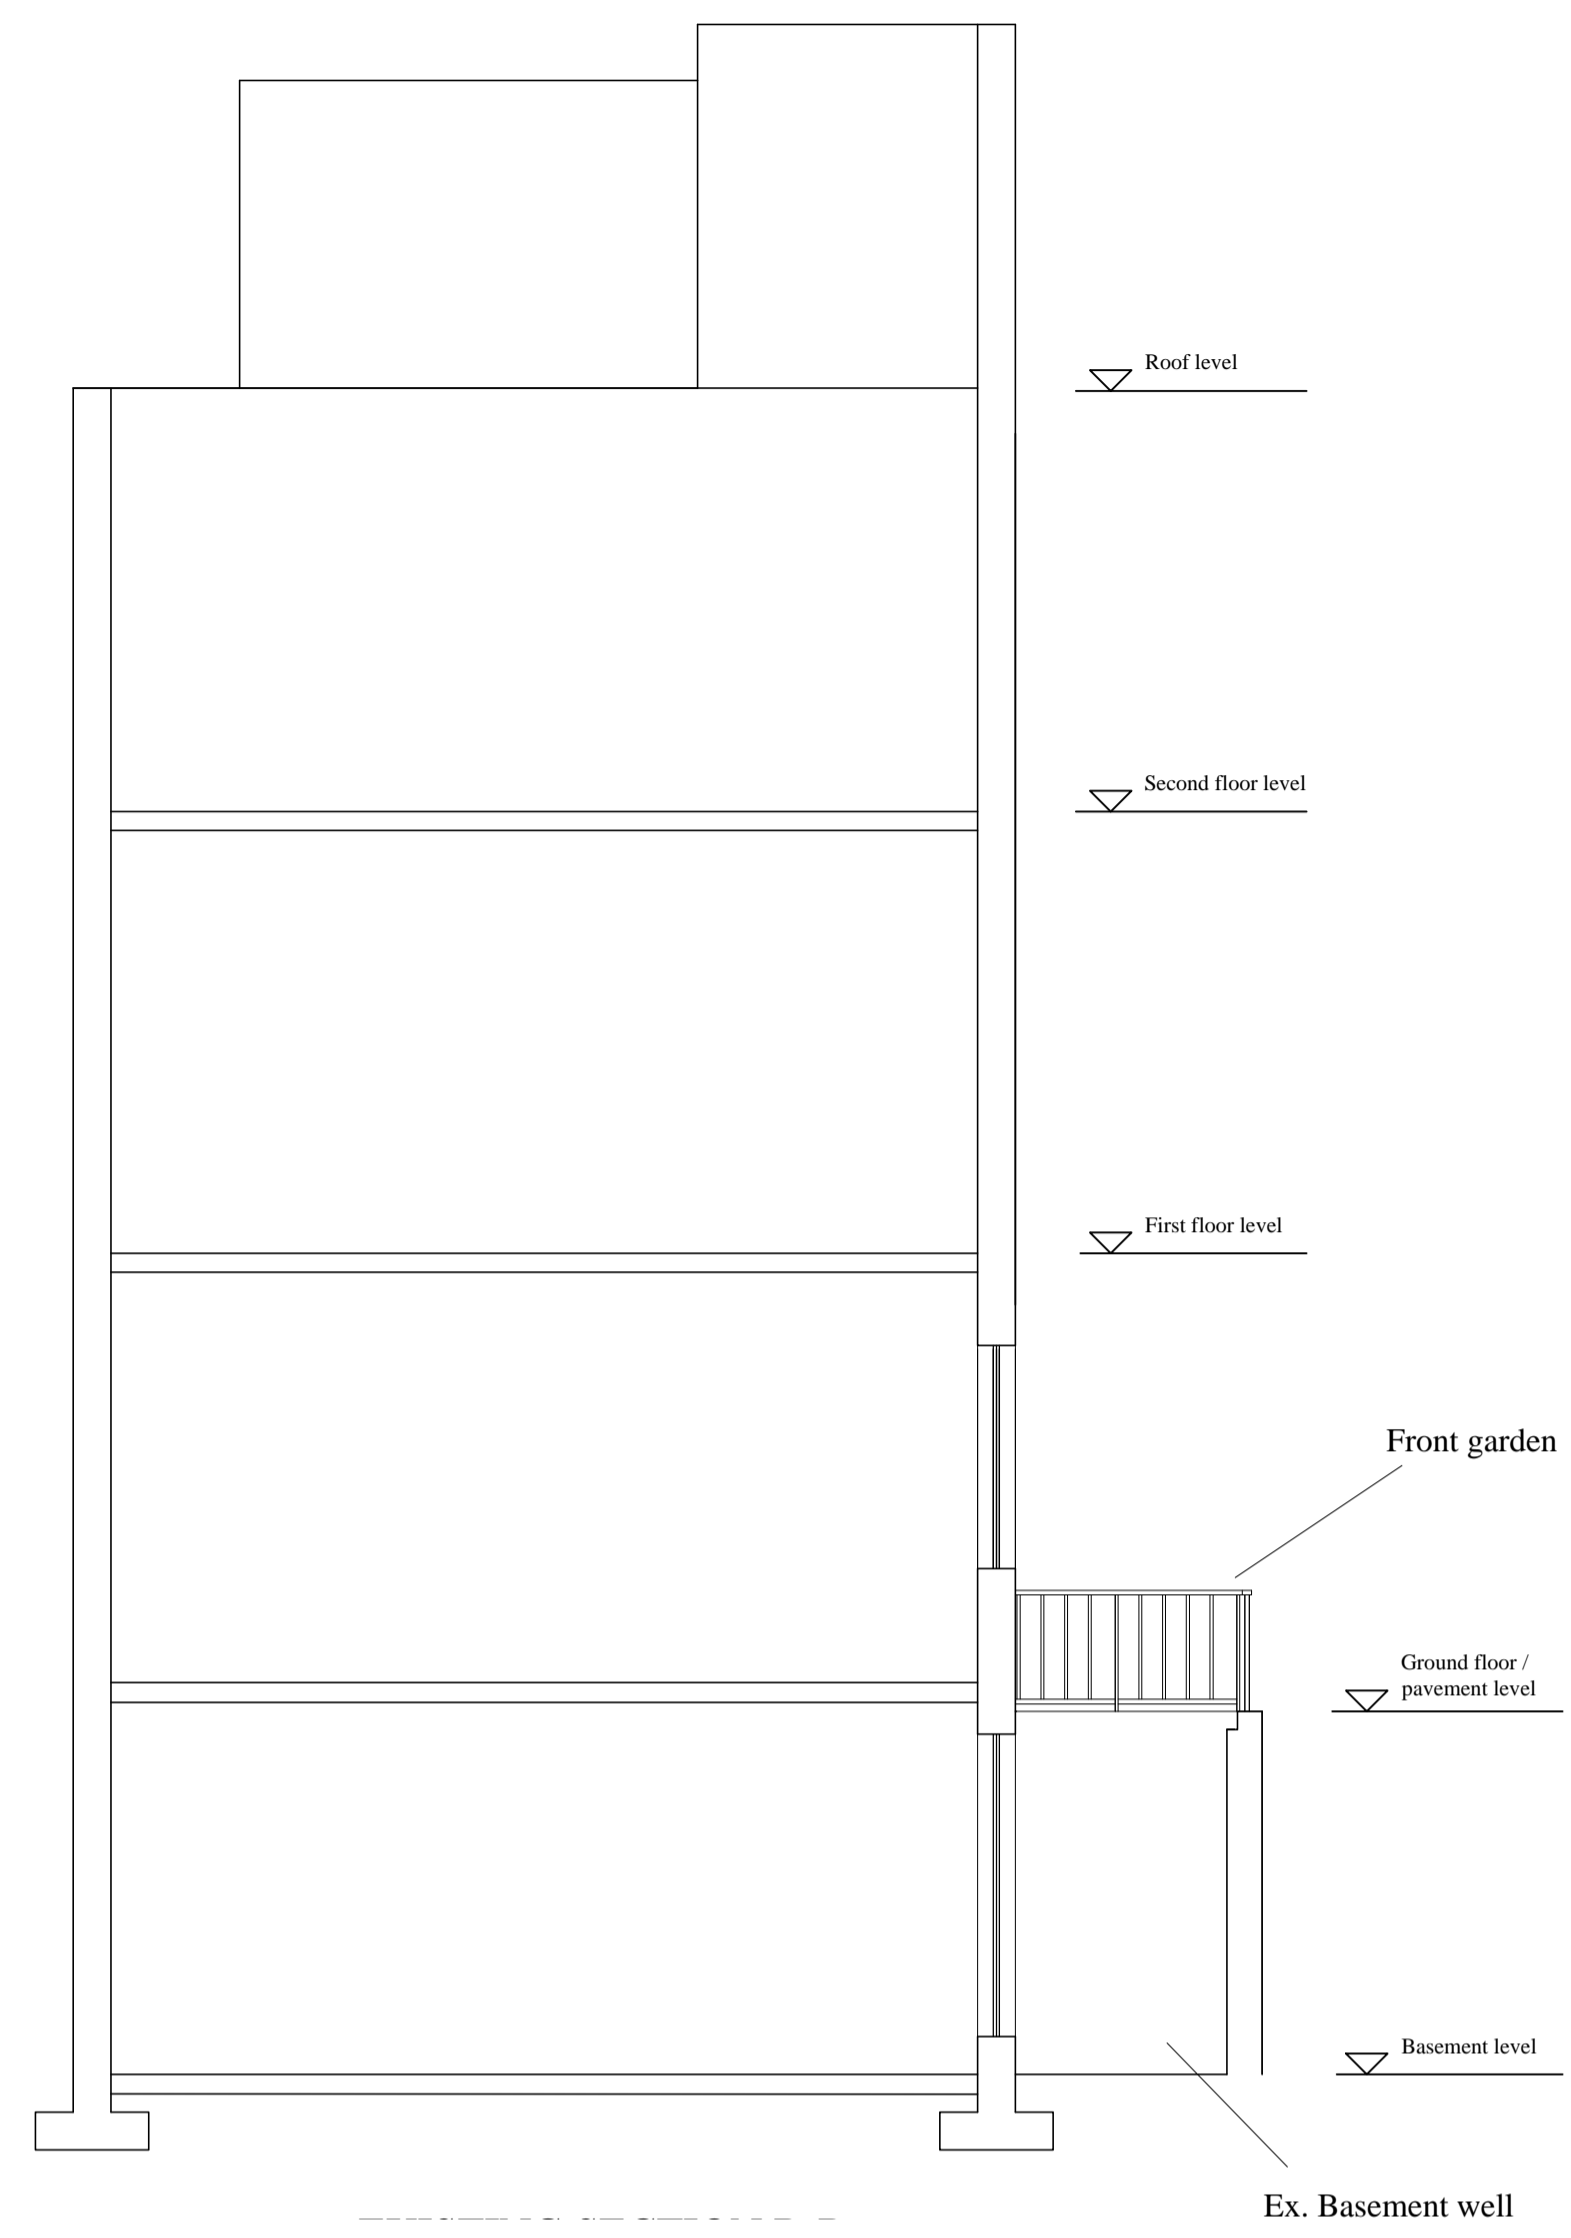 Roof level
Second floor level
First floor level
Front garden
Ground floor /
pavement level
Basement level
Ex. Basement well